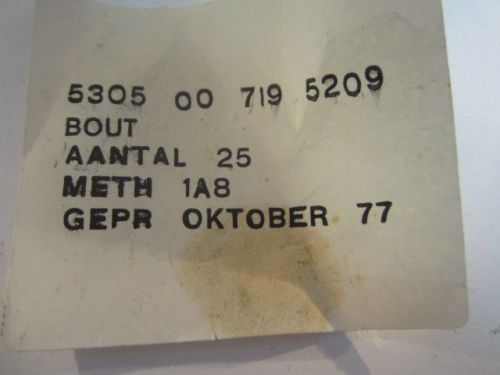 5305 00 719 5209
BOUT
AANTAL 25
METH 1A8
GEPR OKTOBER 77